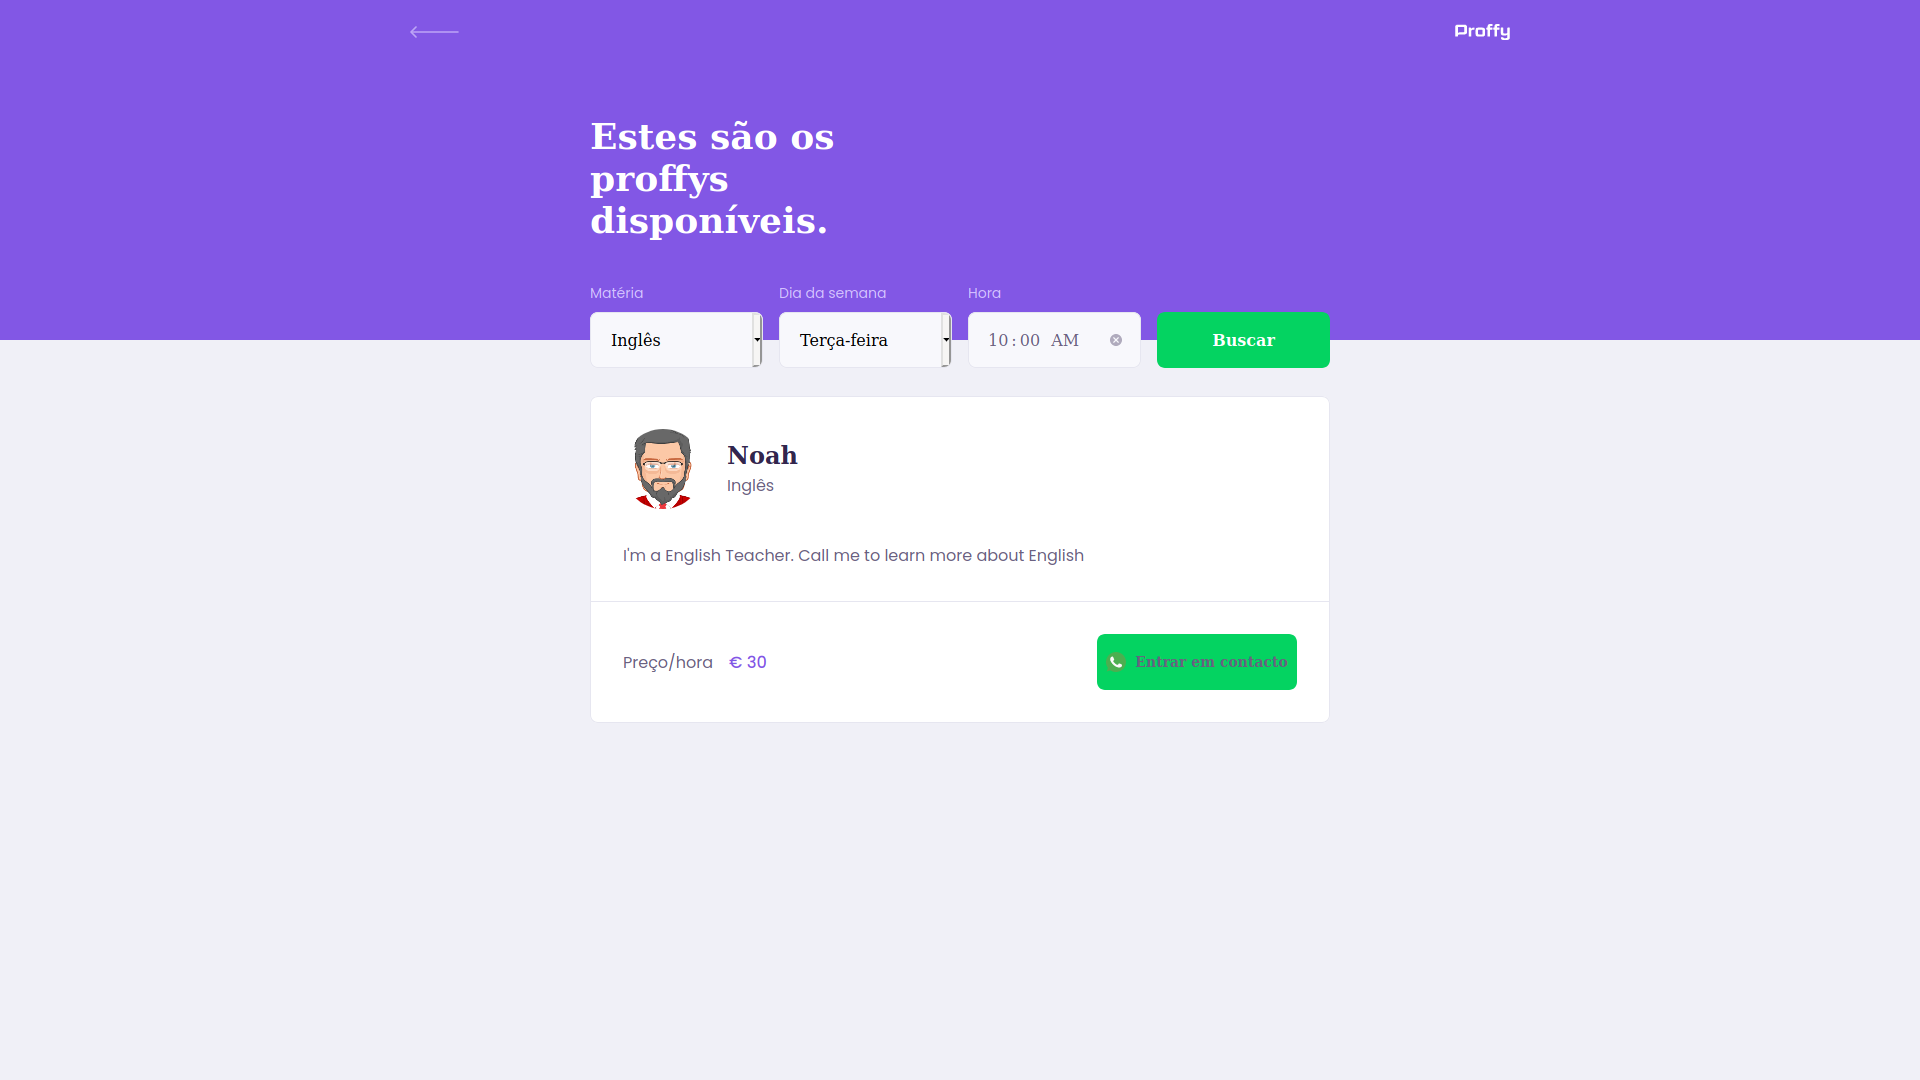 Proffy
Estes são os
proffys
disponíveis.
Matéria
Dia da semana
Hora
Inglês
Terça-feira
10:00 AM
Buscar
Noah
Inglês
I'm a English Teacher. Call me to learn more about English
Preço/hora € 30
Entrar em contacto